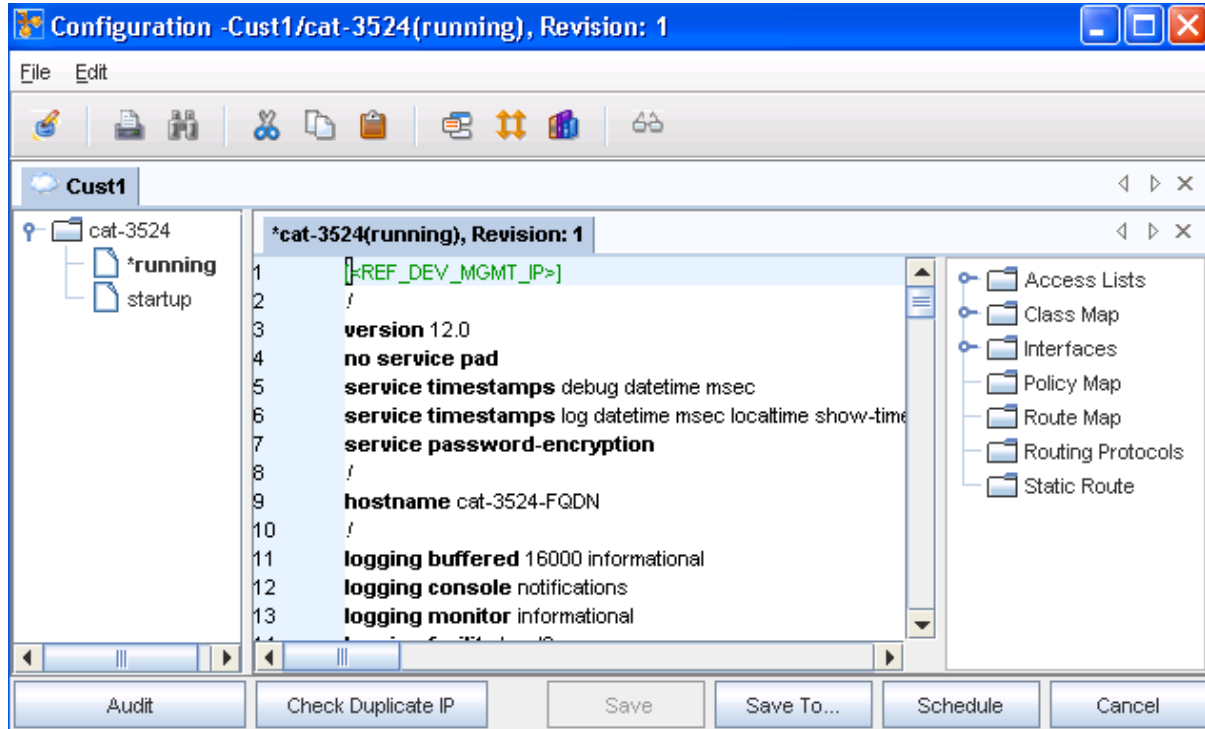 Configuration -Cust1/cat-3524(running), Revision: 1
File Edit
Cust1
cat-3524
*running
startup
*cat-3524(running), Revision: 1
1 [<REF_DEV_MGMT_IP>]
2 !
3 version 12.0
4 no service pad
5 service timestamps debug datetime msec
6 service timestamps log datetime msec localtime show-time
7 service password-encryption
8 !
9 hostname cat-3524-FQDN
10 !
11 logging buffered 16000 informational
12 logging console notifications
13 logging monitor informational
Access Lists
Class Map
Interfaces
Policy Map
Route Map
Routing Protocols
Static Route
Audit Check Duplicate IP Save Save To... Schedule Cancel